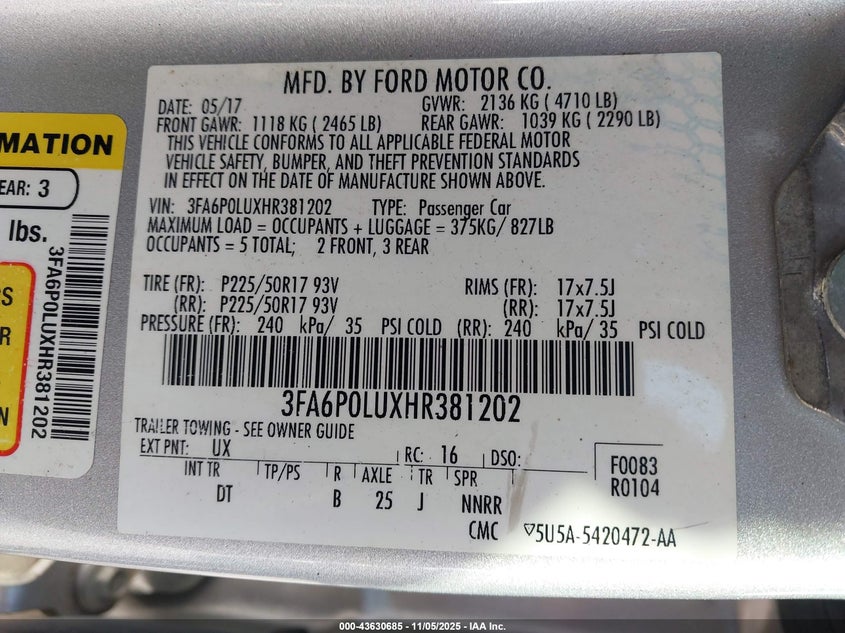 MFD. BY FORD MOTOR CO.
DATE: 05/17 GVWR: 2136 KG ( 4710 LB)
FRONT GAWR: 1118 KG ( 2465 LB) REAR GAWR: 1039 KG ( 2290 LB)
THIS VEHICLE CONFORMS TO ALL APPLICABLE FEDERAL MOTOR
VEHICLE SAFETY, BUMPER, AND THEFT PREVENTION STANDARDS
IN EFFECT ON THE DATE OF MANUFACTURE SHOWN ABOVE.
VIN: 3FA6P0LUXHR381202 TYPE: Passenger Car
MAXIMUM LOAD = OCCUPANTS + LUGGAGE = 375KG/ 827LB
OCCUPANTS = 5 TOTAL; 2 FRONT, 3 REAR
TIRE (FR): P225/50R17 93V RIMS (FR): 17x7.5J
(RR): P225/50R17 93V (RR): 17x7.5J
PRESSURE (FR): 240 kPa/ 35 PSI COLD (RR): 240 kPa/ 35 PSI COLD
3FA6P0LUXHR381202
TRAILER TOWING - SEE OWNER GUIDE
EXT PNT: UX RC: 16 DSO:
INT TR TP/PS R AXLE TR SPR
DT B 25 J NNRR
F0083
R0104
CMC 5U5A-5420472-AA
MATION
EAR: 3
lbs.
3FA6P0LUXHR381202
RS
R
N
000-43630685 - 11/05/2025 - IAA Inc.